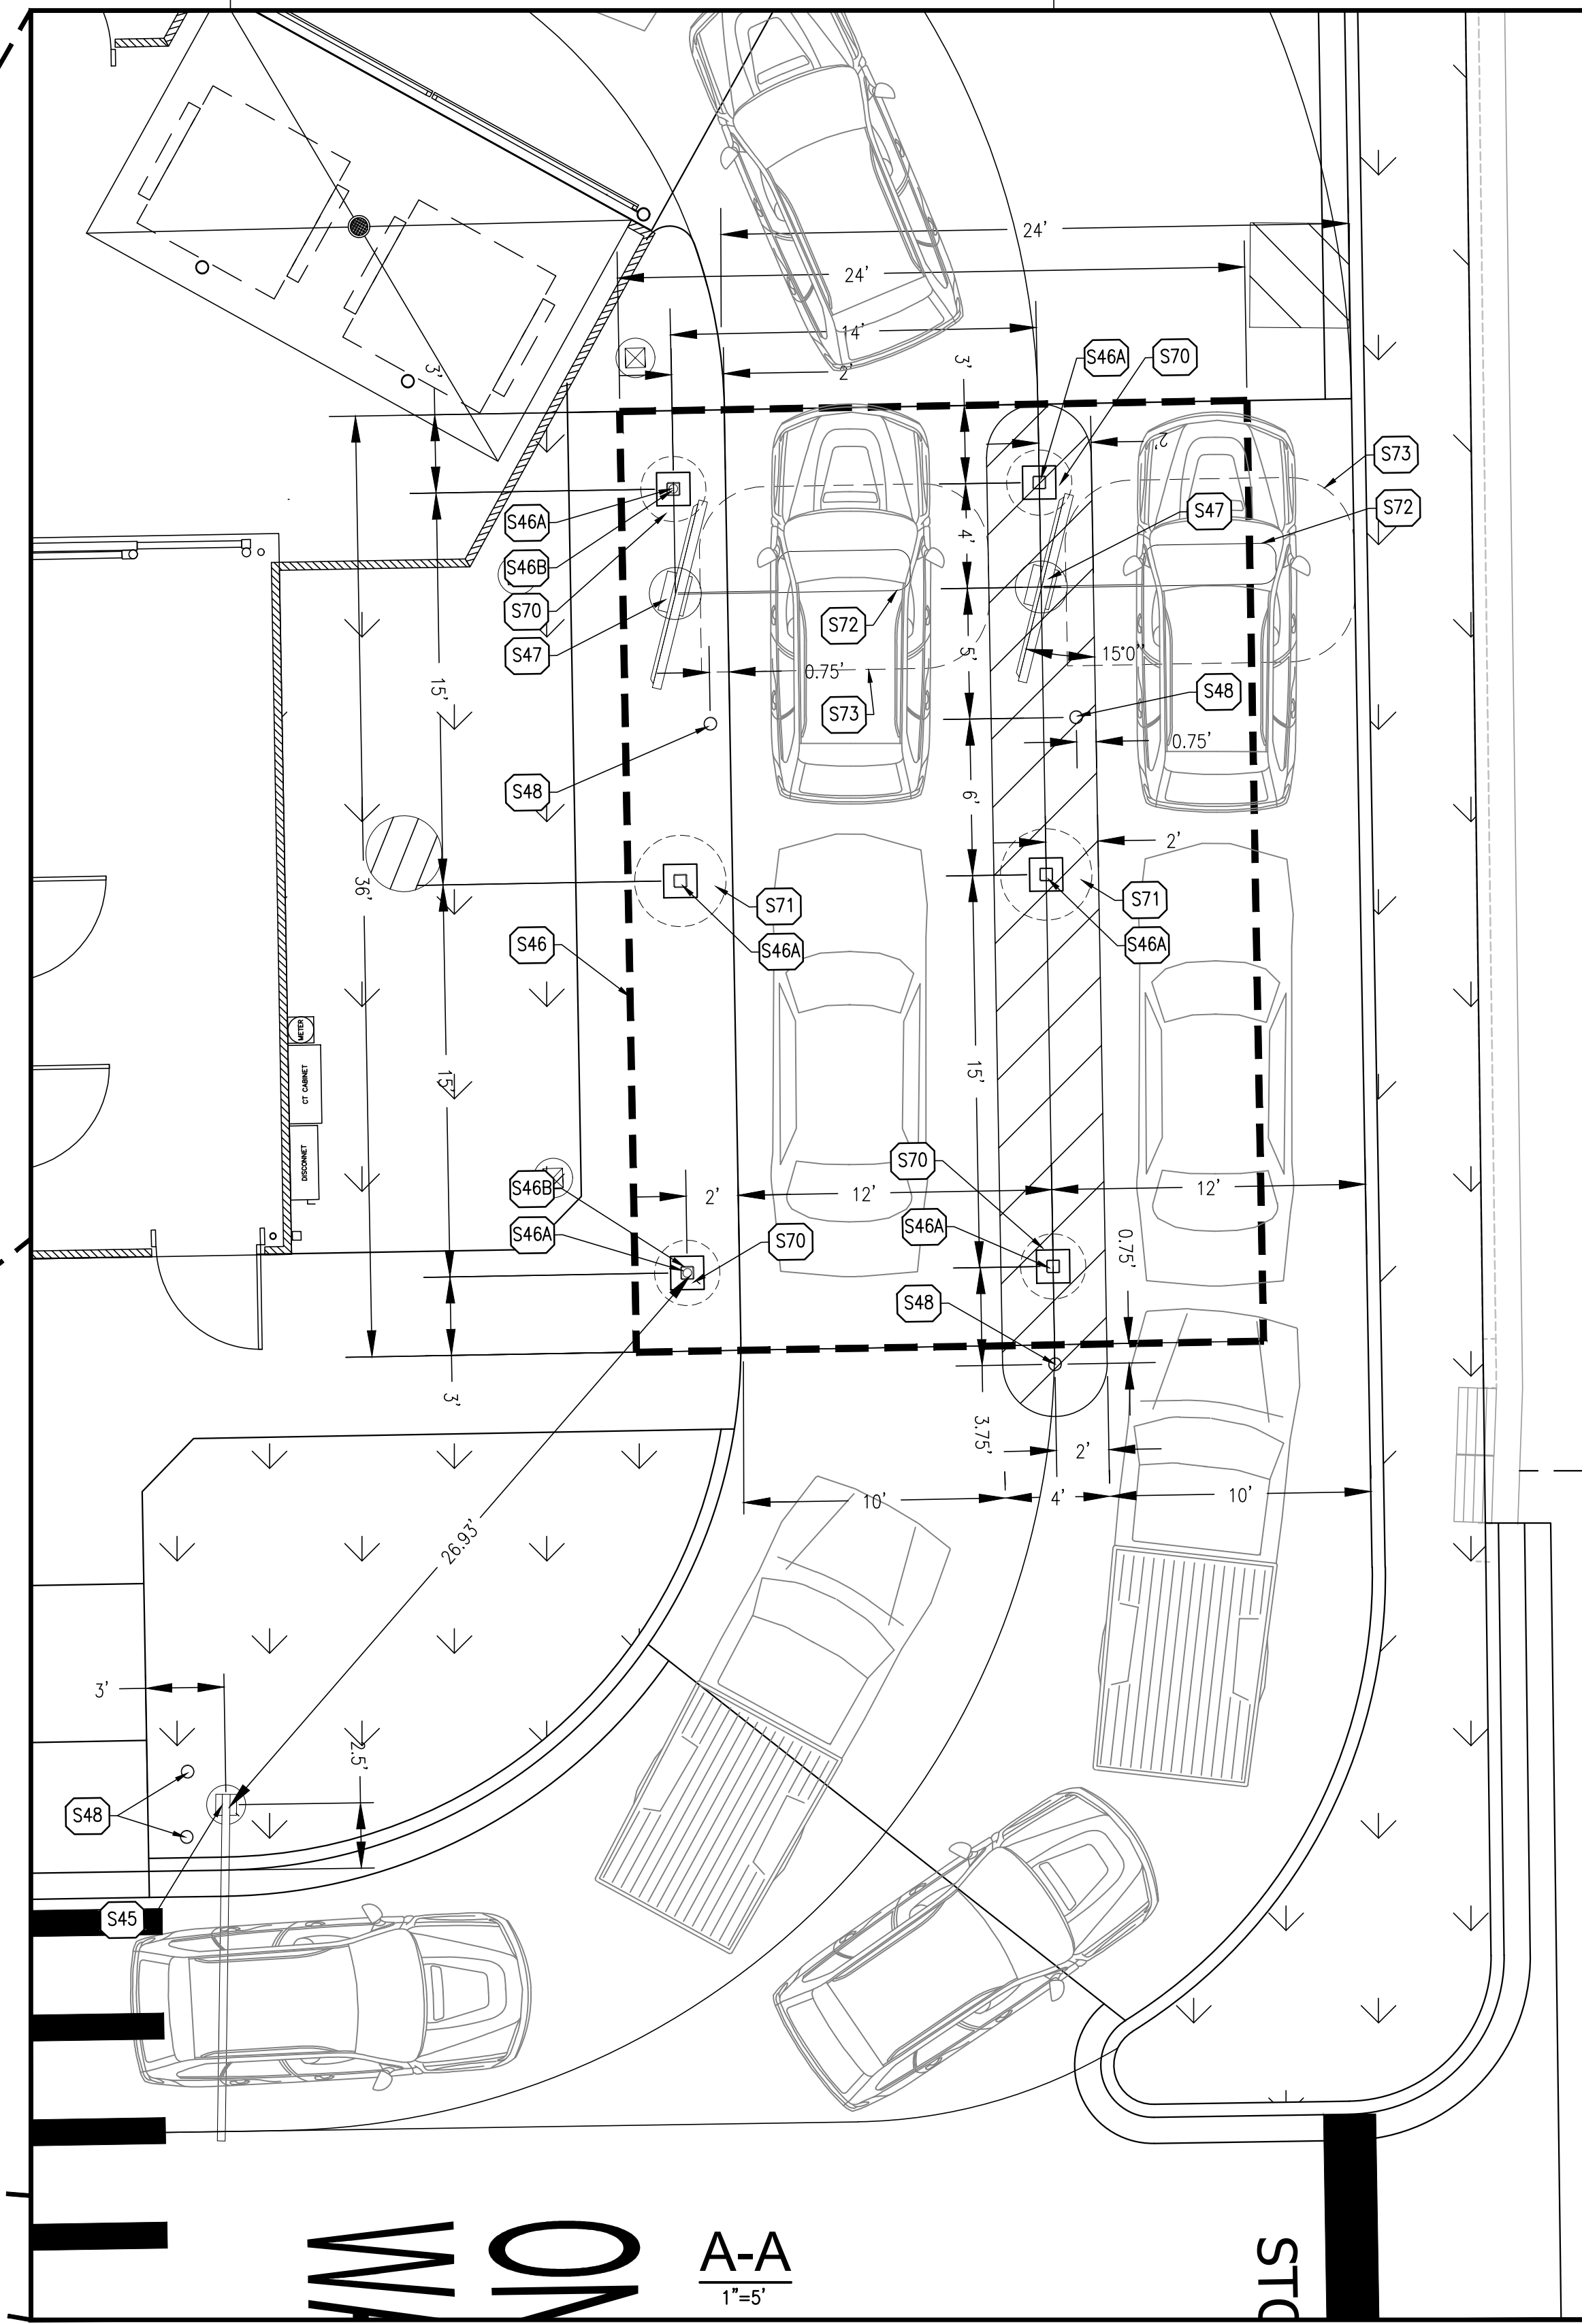 24'
24'
14'
2'
3'
3'
S46A
S70
2'
S73
S72
S47
S46A
S46B
S70
S47
4'
S72
5'
15'0"
0.75'
S73
S48
15'
S48
0.75'
6'
2'
36'
S71
S71
S46
S46A
S46A
METER
CT CABINET
DISCONNET
15'
15'
S70
S46B
2'
12'
12'
S46A
S70
S46A
0.75'
S48
3'
3.75'
2'
10'
4'
10'
26.93'
3'
2.5'
S48
S45
A-A
1"=5'